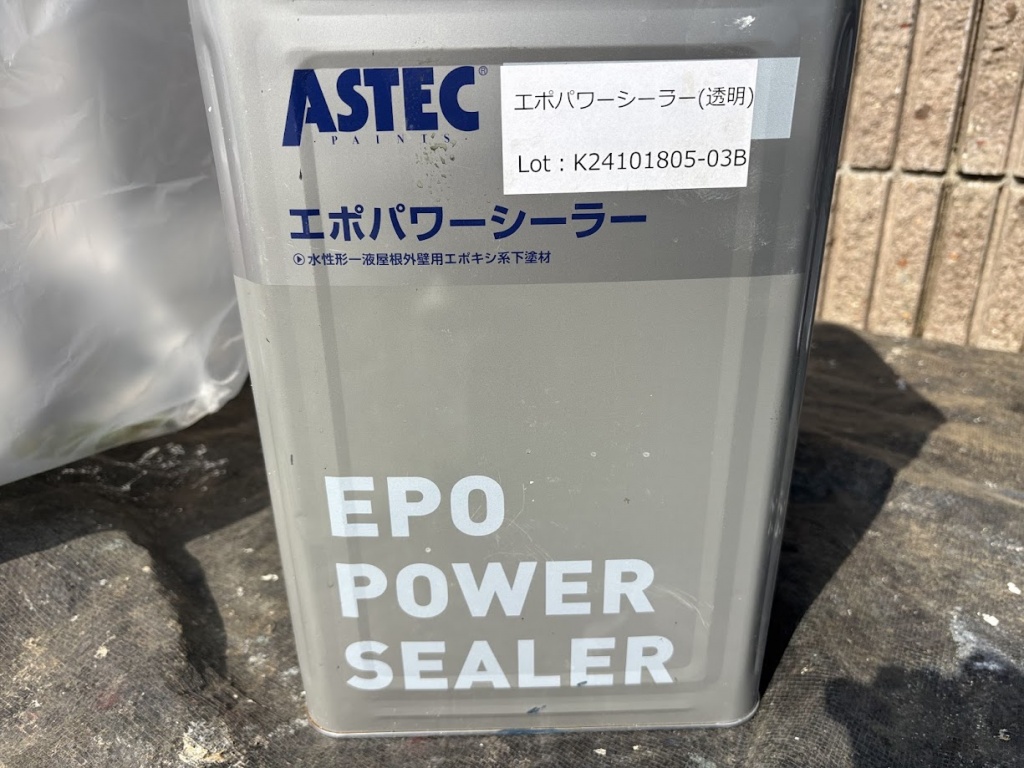 ASTEC®
PAINTS
エポパワーシーラー(透明)
Lot : K24101805-03B
エポパワーシーラー
水性形一液屋根外壁用エポキシ系下塗材
EPO
POWER
SEALER